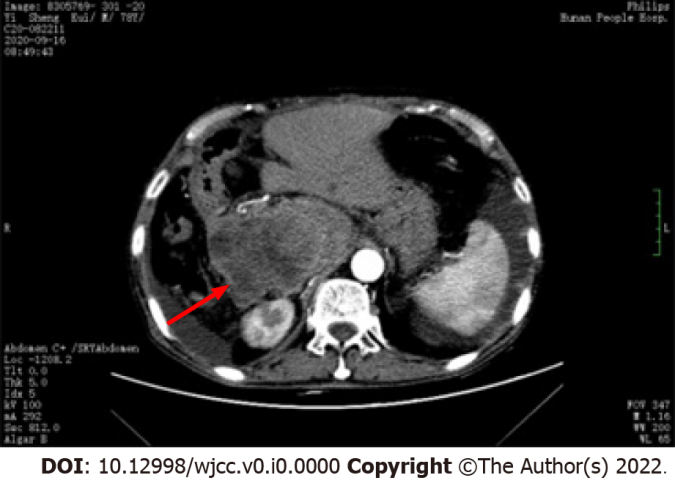 Image: 8305769- 301 -20
Yi Sheng Kui/ M/ 78Y/
C20-082211
2020-09-16
08:49:43
Philips
Hunan People Hosp.
R
L
Abdomen C+ /SRYAbdomen
Loc -1208.2
Tlt 0.0
Thk 5.0
Idx 5
kV 100
mA 292
Sec 812.0
Algar B
FOV 347
M 1.16
WW 200
WL 65
DOI: 10.12998/wjcc.v0.i0.0000 Copyright ©The Author(s) 2022.